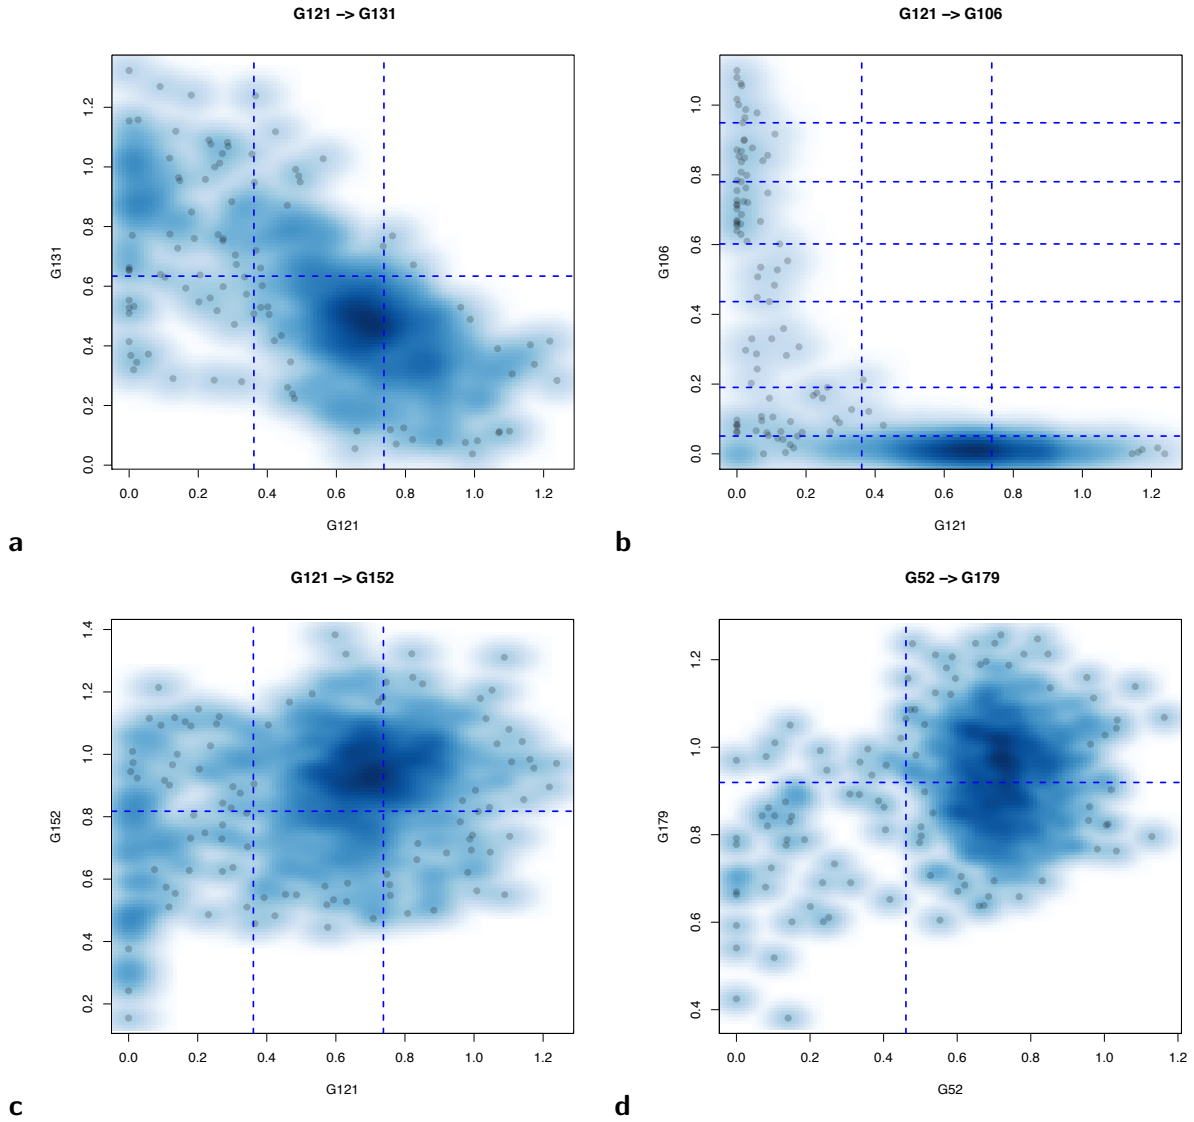 G121 −> G131
G131
0.0 0.2 0.4 0.6 0.8 1.0 1.2
0.0 0.2 0.4 0.6 0.8 1.0 1.2
G121
a
G121 −> G106
G106
0.0 0.2 0.4 0.6 0.8 1.0
0.0 0.2 0.4 0.6 0.8 1.0 1.2
G121
b
G121 −> G152
G152
0.2 0.4 0.6 0.8 1.0 1.2 1.4
0.0 0.2 0.4 0.6 0.8 1.0 1.2
G121
c
G52 −> G179
G179
0.4 0.6 0.8 1.0 1.2
0.0 0.2 0.4 0.6 0.8 1.0 1.2
G52
d